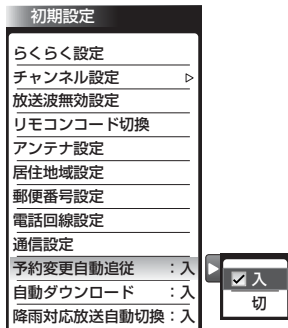 初期設定
らくらく設定
チャンネル設定
放送波無効設定
リモコンコード切換
アンテナ設定
居住地域設定
郵便番号設定
電話回線設定
通信設定
予約変更自動追従 ：入
自動ダウンロード ：入
降雨対応放送自動切換：入
入
切